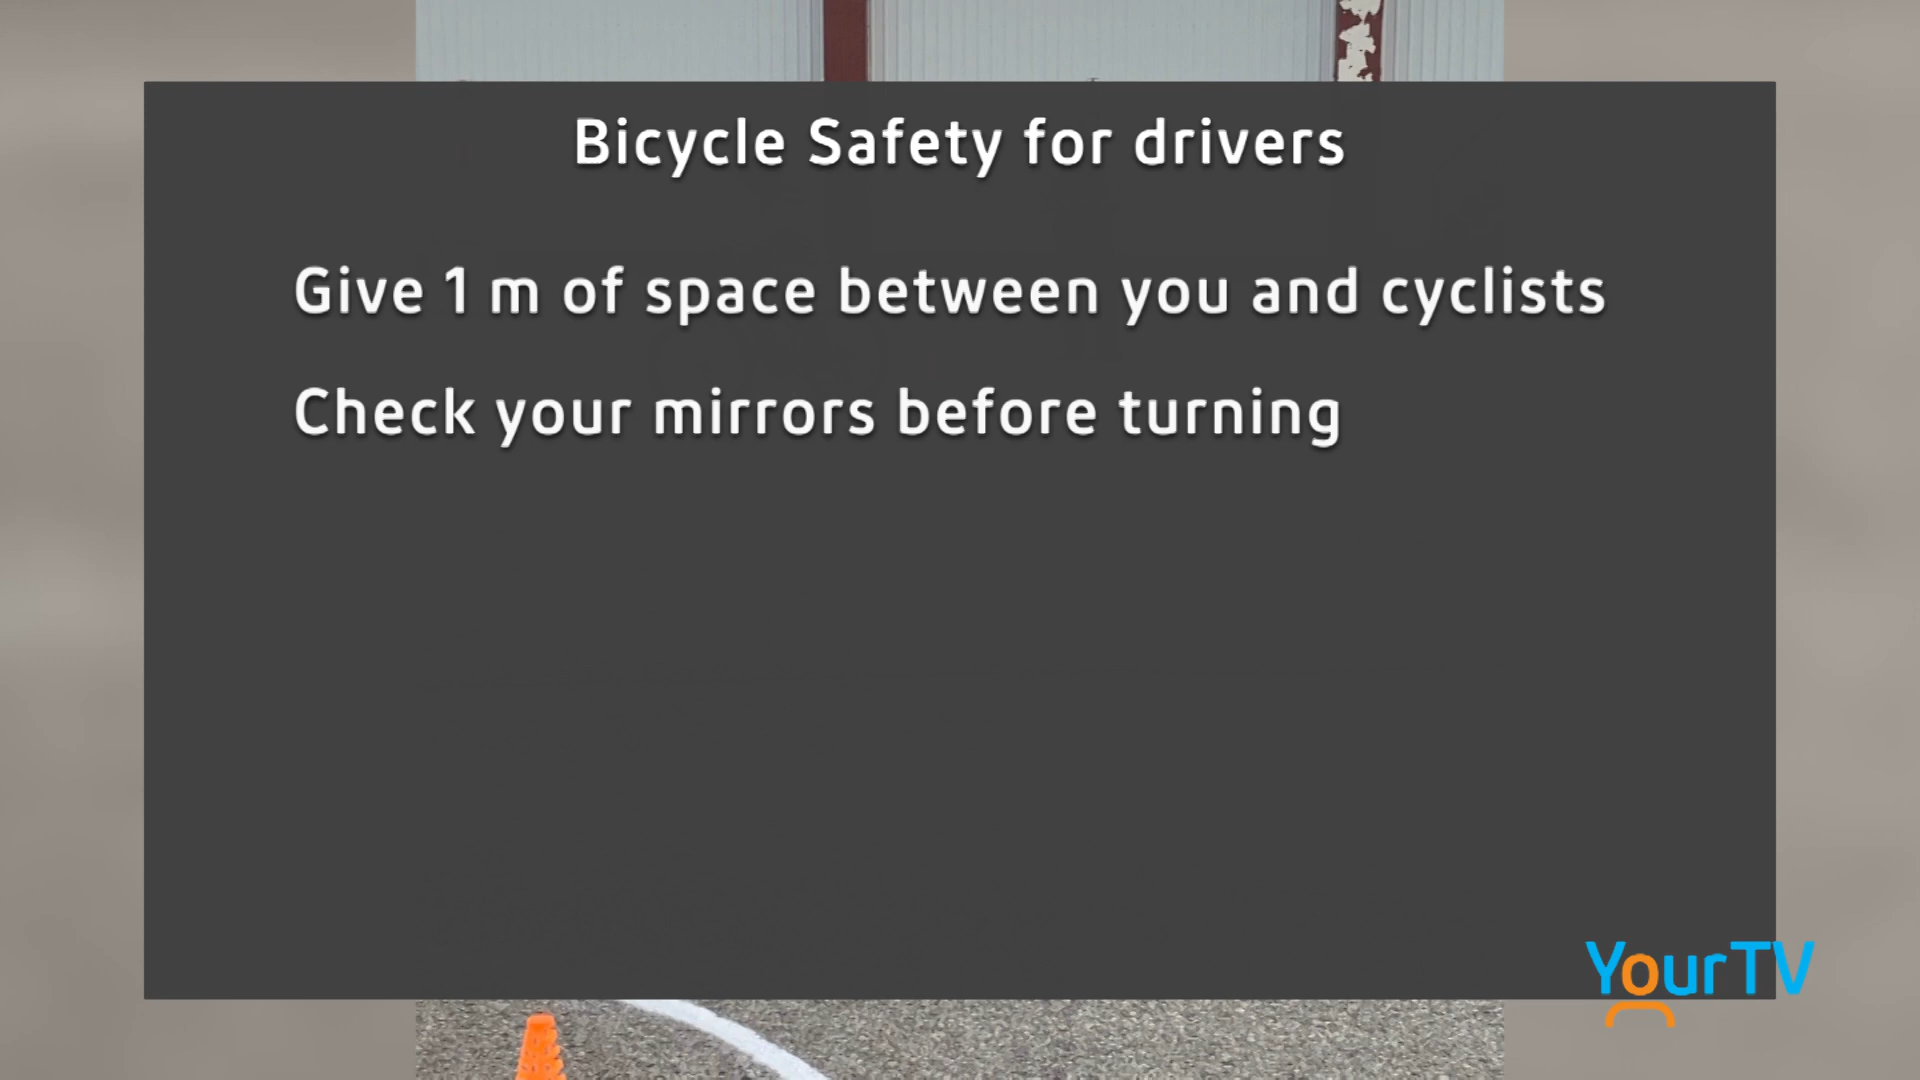 Bicycle Safety for drivers
Give 1 m of space between you and cyclists
Check your mirrors before turning
YourTV